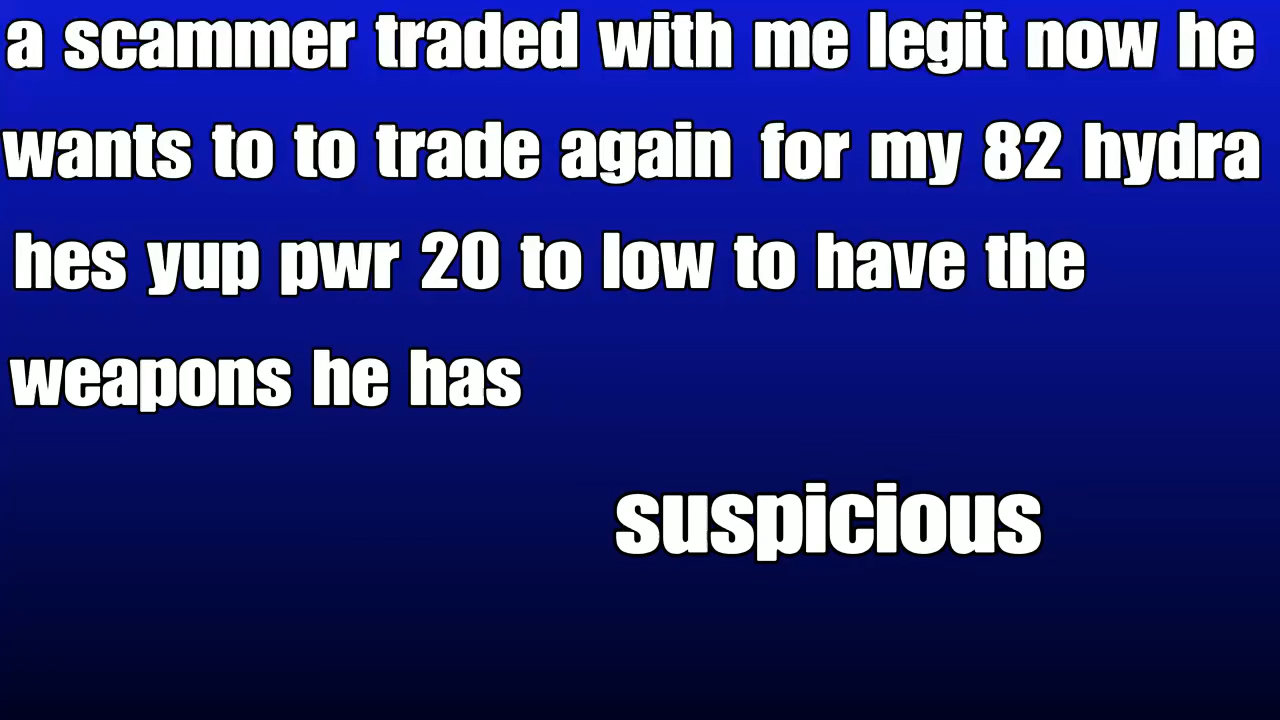 a scammer traded with me legit now he
wants to to trade again for my 82 hydra
hes yup pwr 20 to low to have the
weapons he has
suspicious